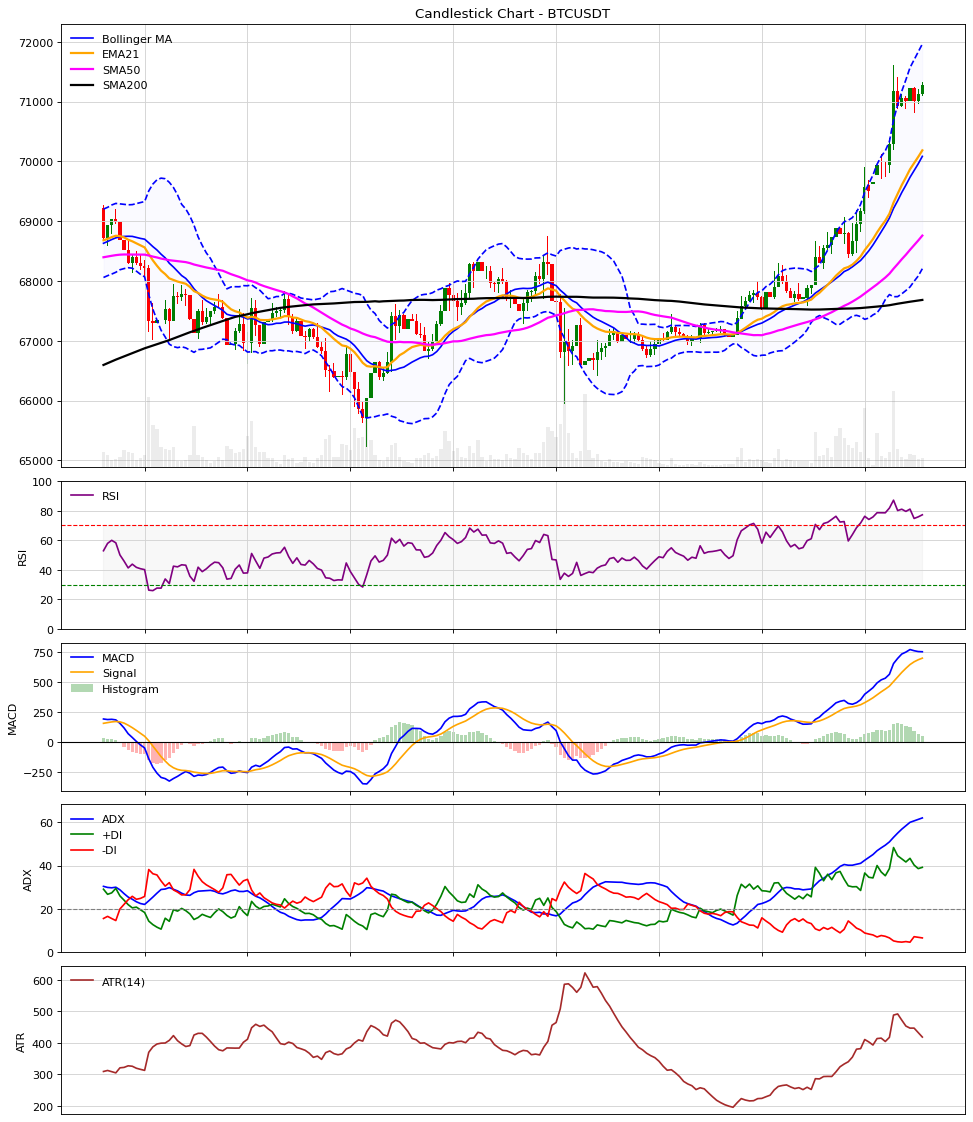 Candlestick Chart - BTCUSDT
Bollinger MA
EMA21
SMA50
SMA200
72000
71000
70000
69000
68000
67000
66000
65000
RSI
100
80
60
40
20
0
RSI
MACD
Signal
Histogram
750
500
250
0
−250
MACD
ADX
+DI
-DI
60
40
20
0
ADX
ATR(14)
600
500
400
300
200
ATR